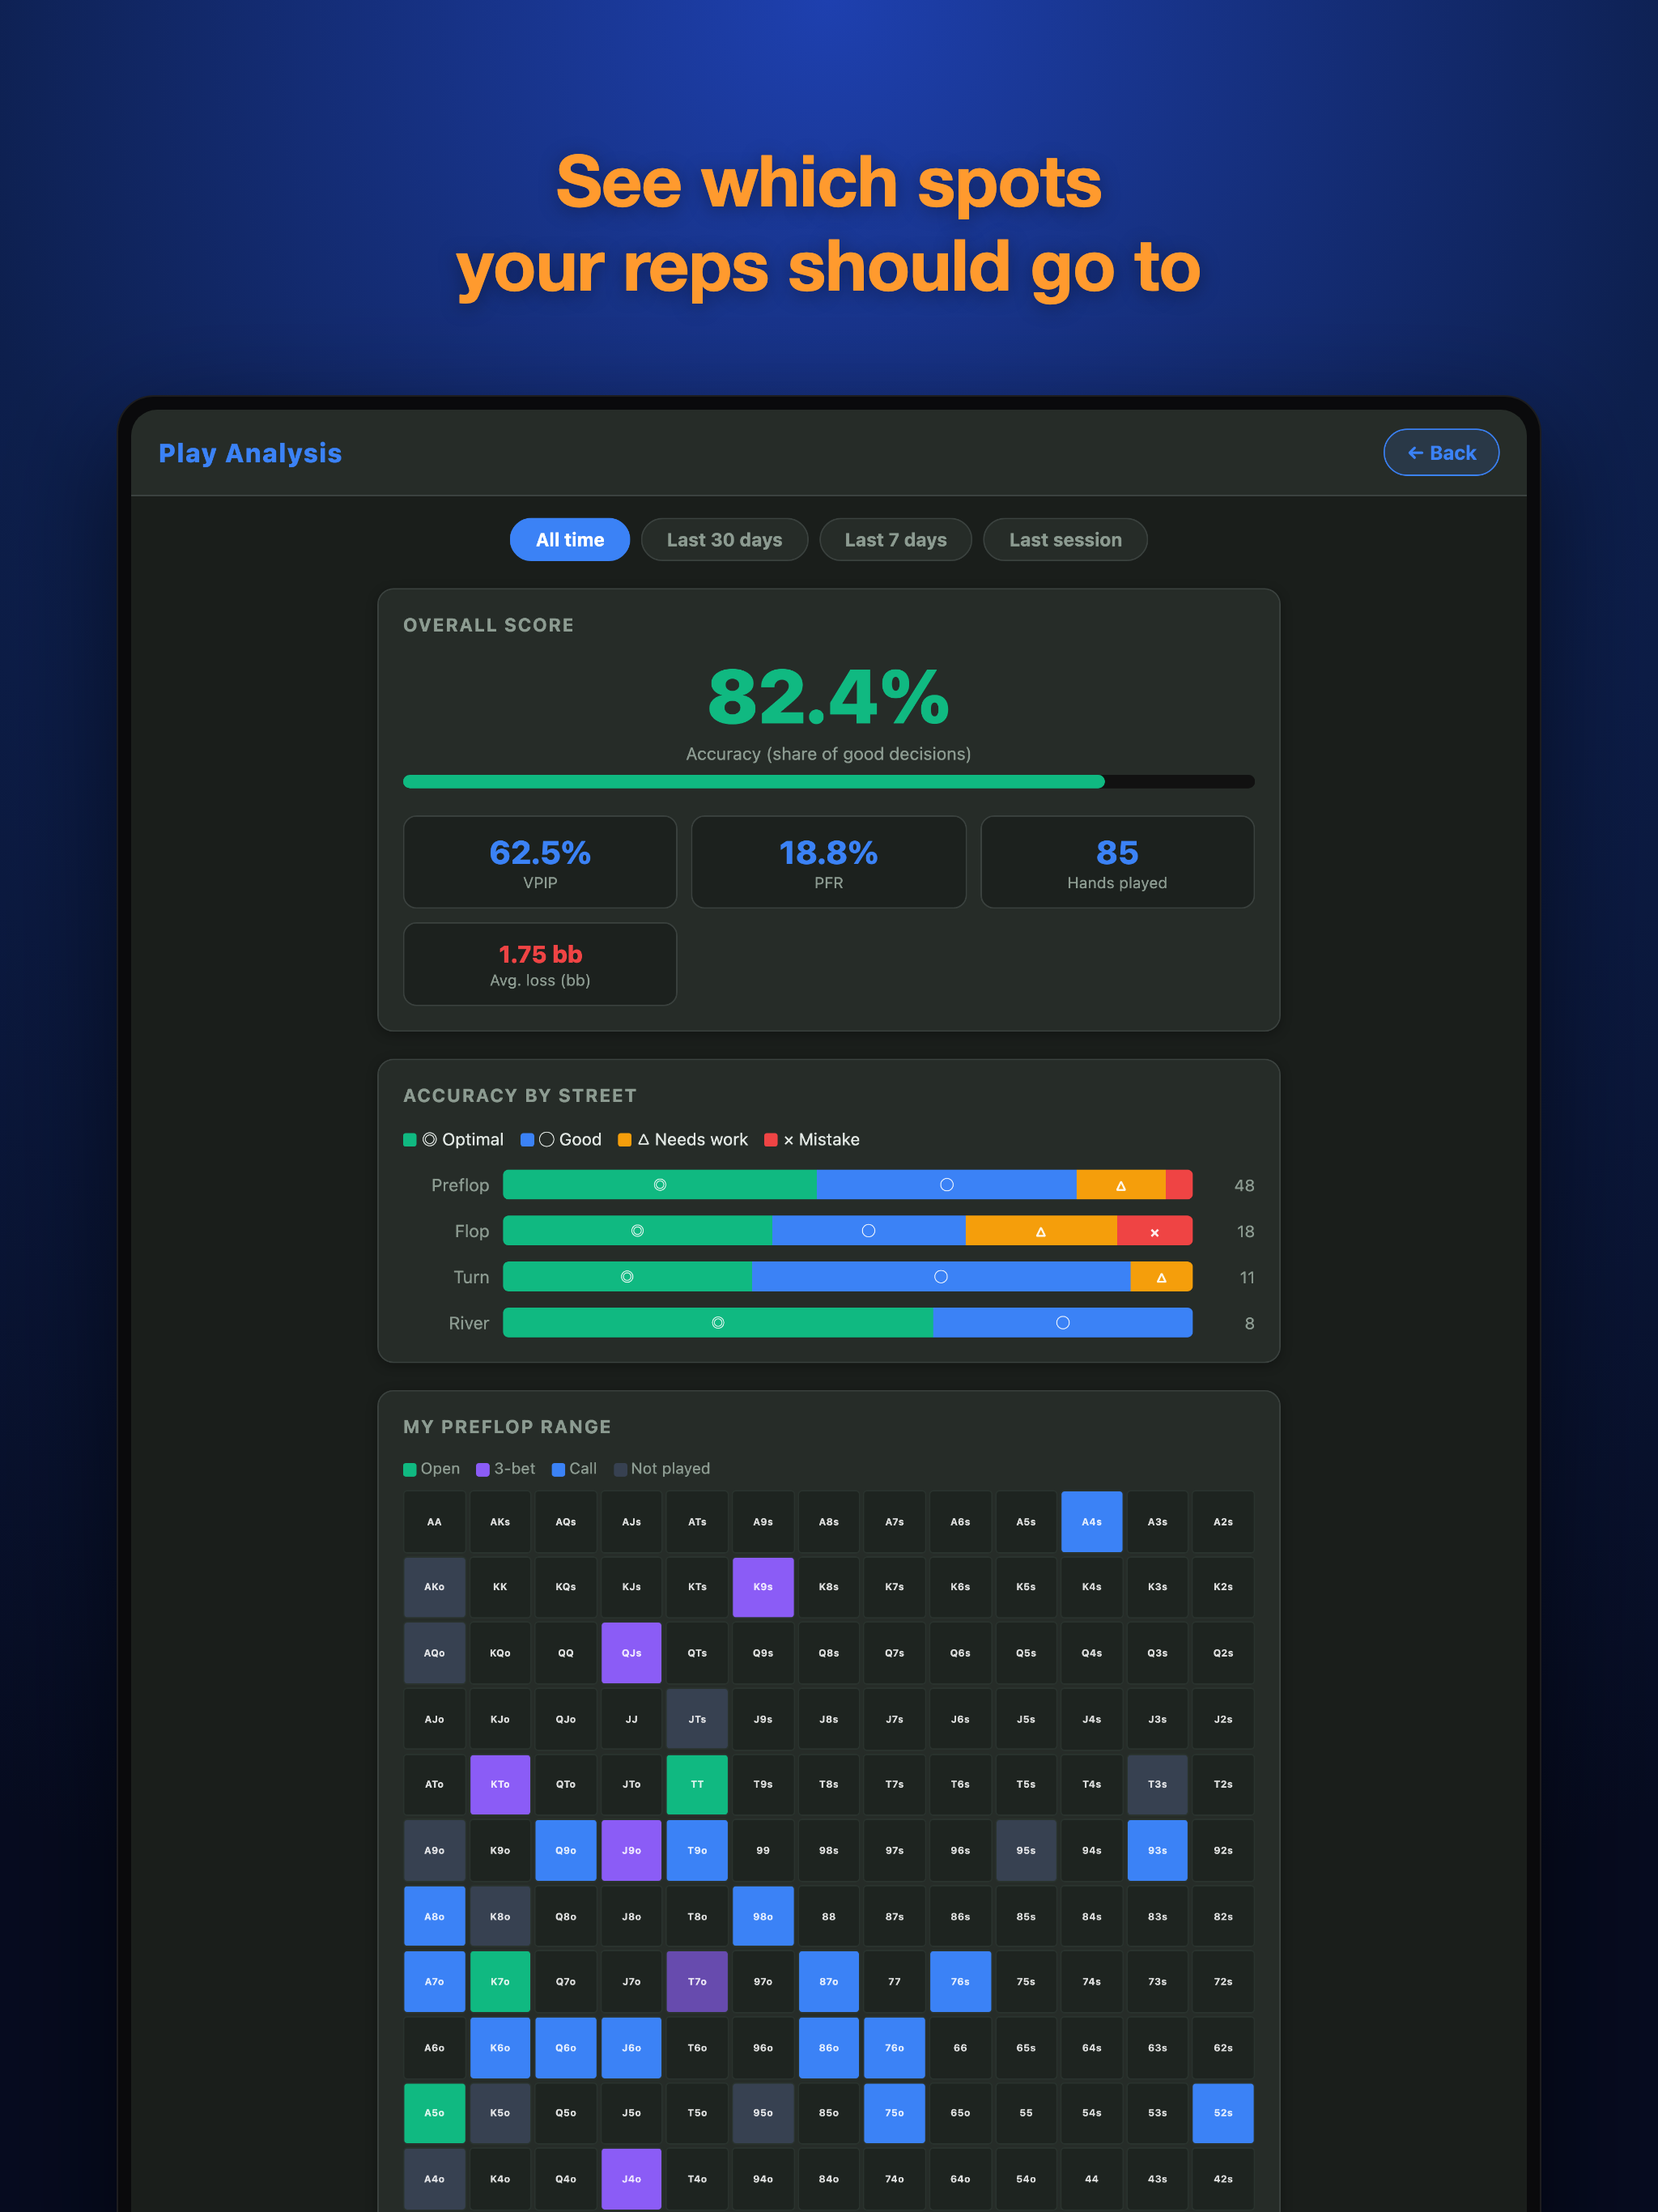 See which spots
your reps should go to
Play Analysis
← Back
All time Last 30 days Last 7 days Last session
OVERALL SCORE
82.4%
Accuracy (share of good decisions)
62.5% 18.8% 85
VPIP PFR Hands played
1.75 bb
Avg. loss (bb)
ACCURACY BY STREET
◎ Optimal ○ Good △ Needs work × Mistake
Preflop ◎ ○ △ 48
Flop ◎ ○ △ × 18
Turn ◎ ○ △ 11
River ◎ ○ 8
MY PREFLOP RANGE
Open 3-bet Call Not played
AA AKs AQs AJs ATs A9s A8s A7s A6s A5s A4s A3s A2s
AKo KK KQs KJs KTs K9s K8s K7s K6s K5s K4s K3s K2s
AQo KQo QQ QJs QTs Q9s Q8s Q7s Q6s Q5s Q4s Q3s Q2s
AJo KJo QJo JJ JTs J9s J8s J7s J6s J5s J4s J3s J2s
ATo KTo QTo JTo TT T9s T8s T7s T6s T5s T4s T3s T2s
A9o K9o Q9o J9o T9o 99 98s 97s 96s 95s 94s 93s 92s
A8o K8o Q8o J8o T8o 98o 88 87s 86s 85s 84s 83s 82s
A7o K7o Q7o J7o T7o 97o 87o 77 76s 75s 74s 73s 72s
A6o K6o Q6o J6o T6o 96o 86o 76o 66 65s 64s 63s 62s
A5o K5o Q5o J5o T5o 95o 85o 75o 65o 55 54s 53s 52s
A4o K4o Q4o J4o T4o 94o 84o 74o 64o 54o 44 43s 42s